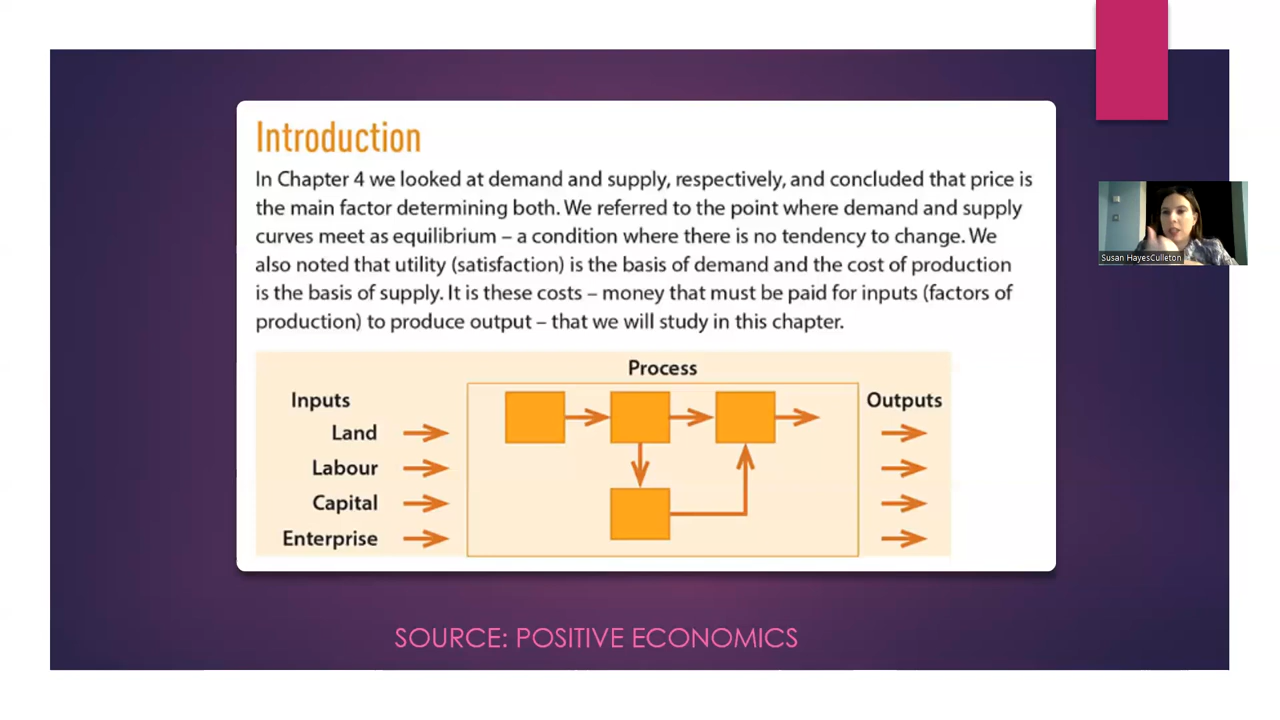 Introduction
In Chapter 4 we looked at demand and supply, respectively, and concluded that price is
the main factor determining both. We referred to the point where demand and supply
curves meet as equilibrium – a condition where there is no tendency to change. We
also noted that utility (satisfaction) is the basis of demand and the cost of production
is the basis of supply. It is these costs – money that must be paid for inputs (factors of
production) to produce output – that we will study in this chapter.
Process
Inputs
Land
Labour
Capital
Enterprise
Outputs
SOURCE: POSITIVE ECONOMICS
Susan HayesCulleton